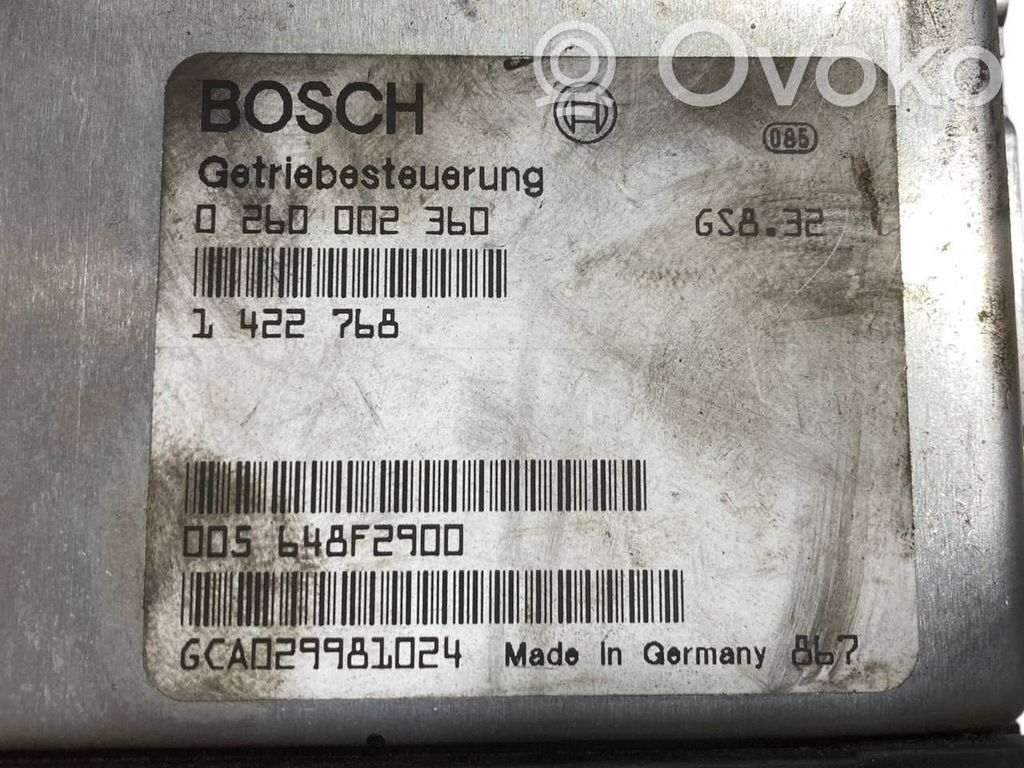 Ovoko
BOSCH
085
Getriebesteuerung
0 260 002 360 GS8.32
1 422 768
005 648F2900
GCA029981024 Made in Germany 867